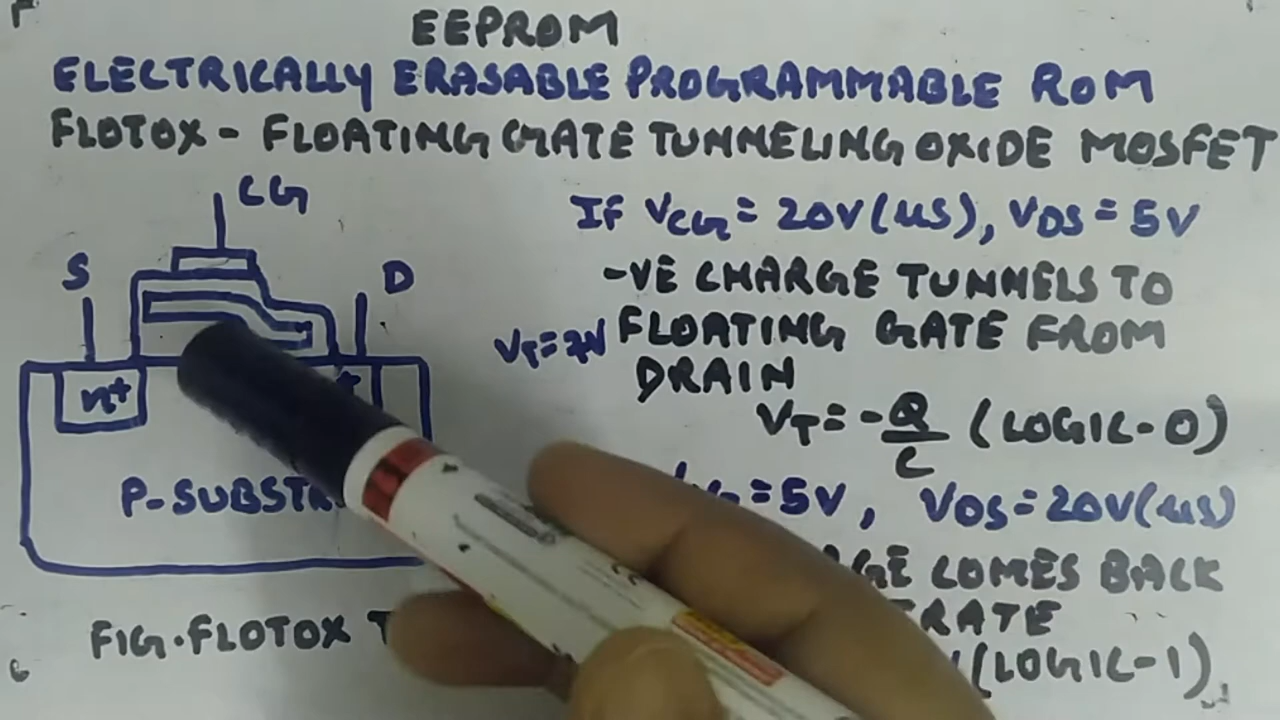 EEPROM
ELECTRICALLY ERASABLE PROGRAMMABLE ROM
FLOTOX - FLOATING GATE TUNNELING OXIDE MOSFET
CG
S
D
n+
P-SUBSTR
FIG. FLOTOX T
If VCG = 20V(us), VDS = 5V
-VE CHARGE TUNNELS TO
VT=7V FLOATING GATE FROM
DRAIN
VT = -Q/C (LOGIC-0)
=5V, VDS=20V(us)
GE COMES BACK
RATE
(LOGIC-1)